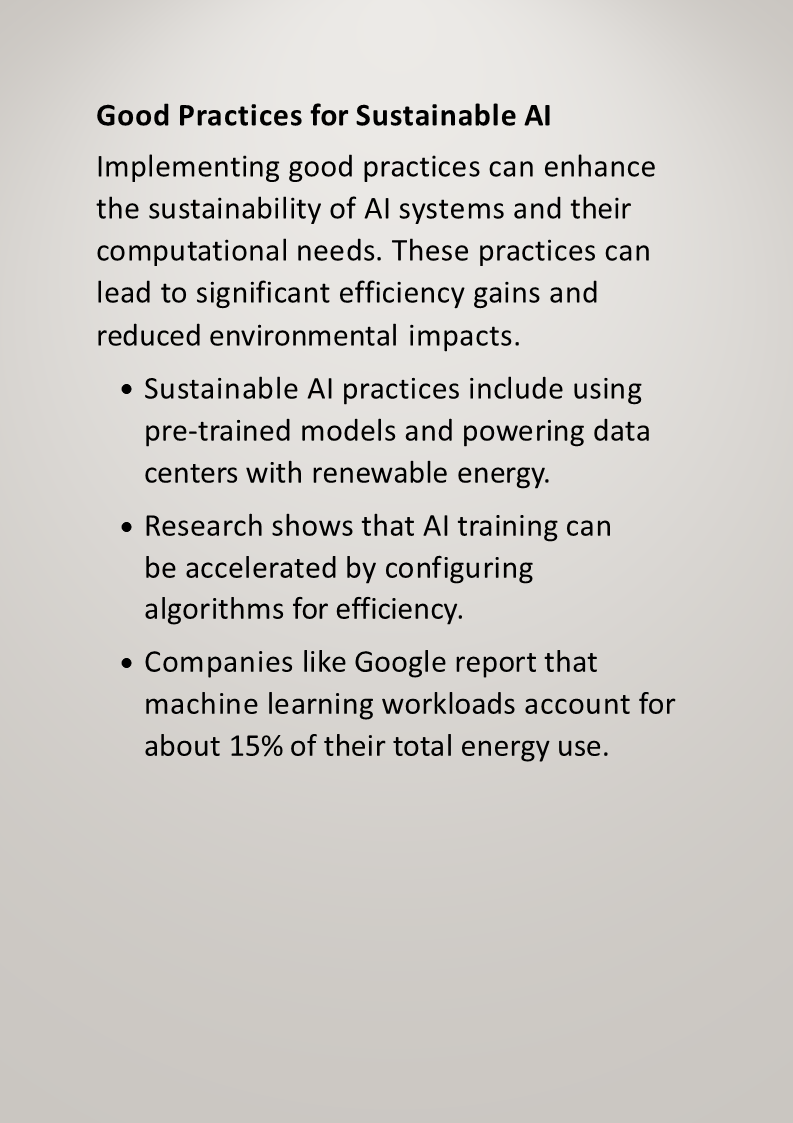 Good Practices for Sustainable AI
Implementing good practices can enhance
the sustainability of AI systems and their
computational needs. These practices can
lead to significant efficiency gains and
reduced environmental impacts.
• Sustainable AI practices include using
pre-trained models and powering data
centers with renewable energy.
• Research shows that AI training can
be accelerated by configuring
algorithms for efficiency.
• Companies like Google report that
machine learning workloads account for
about 15% of their total energy use.